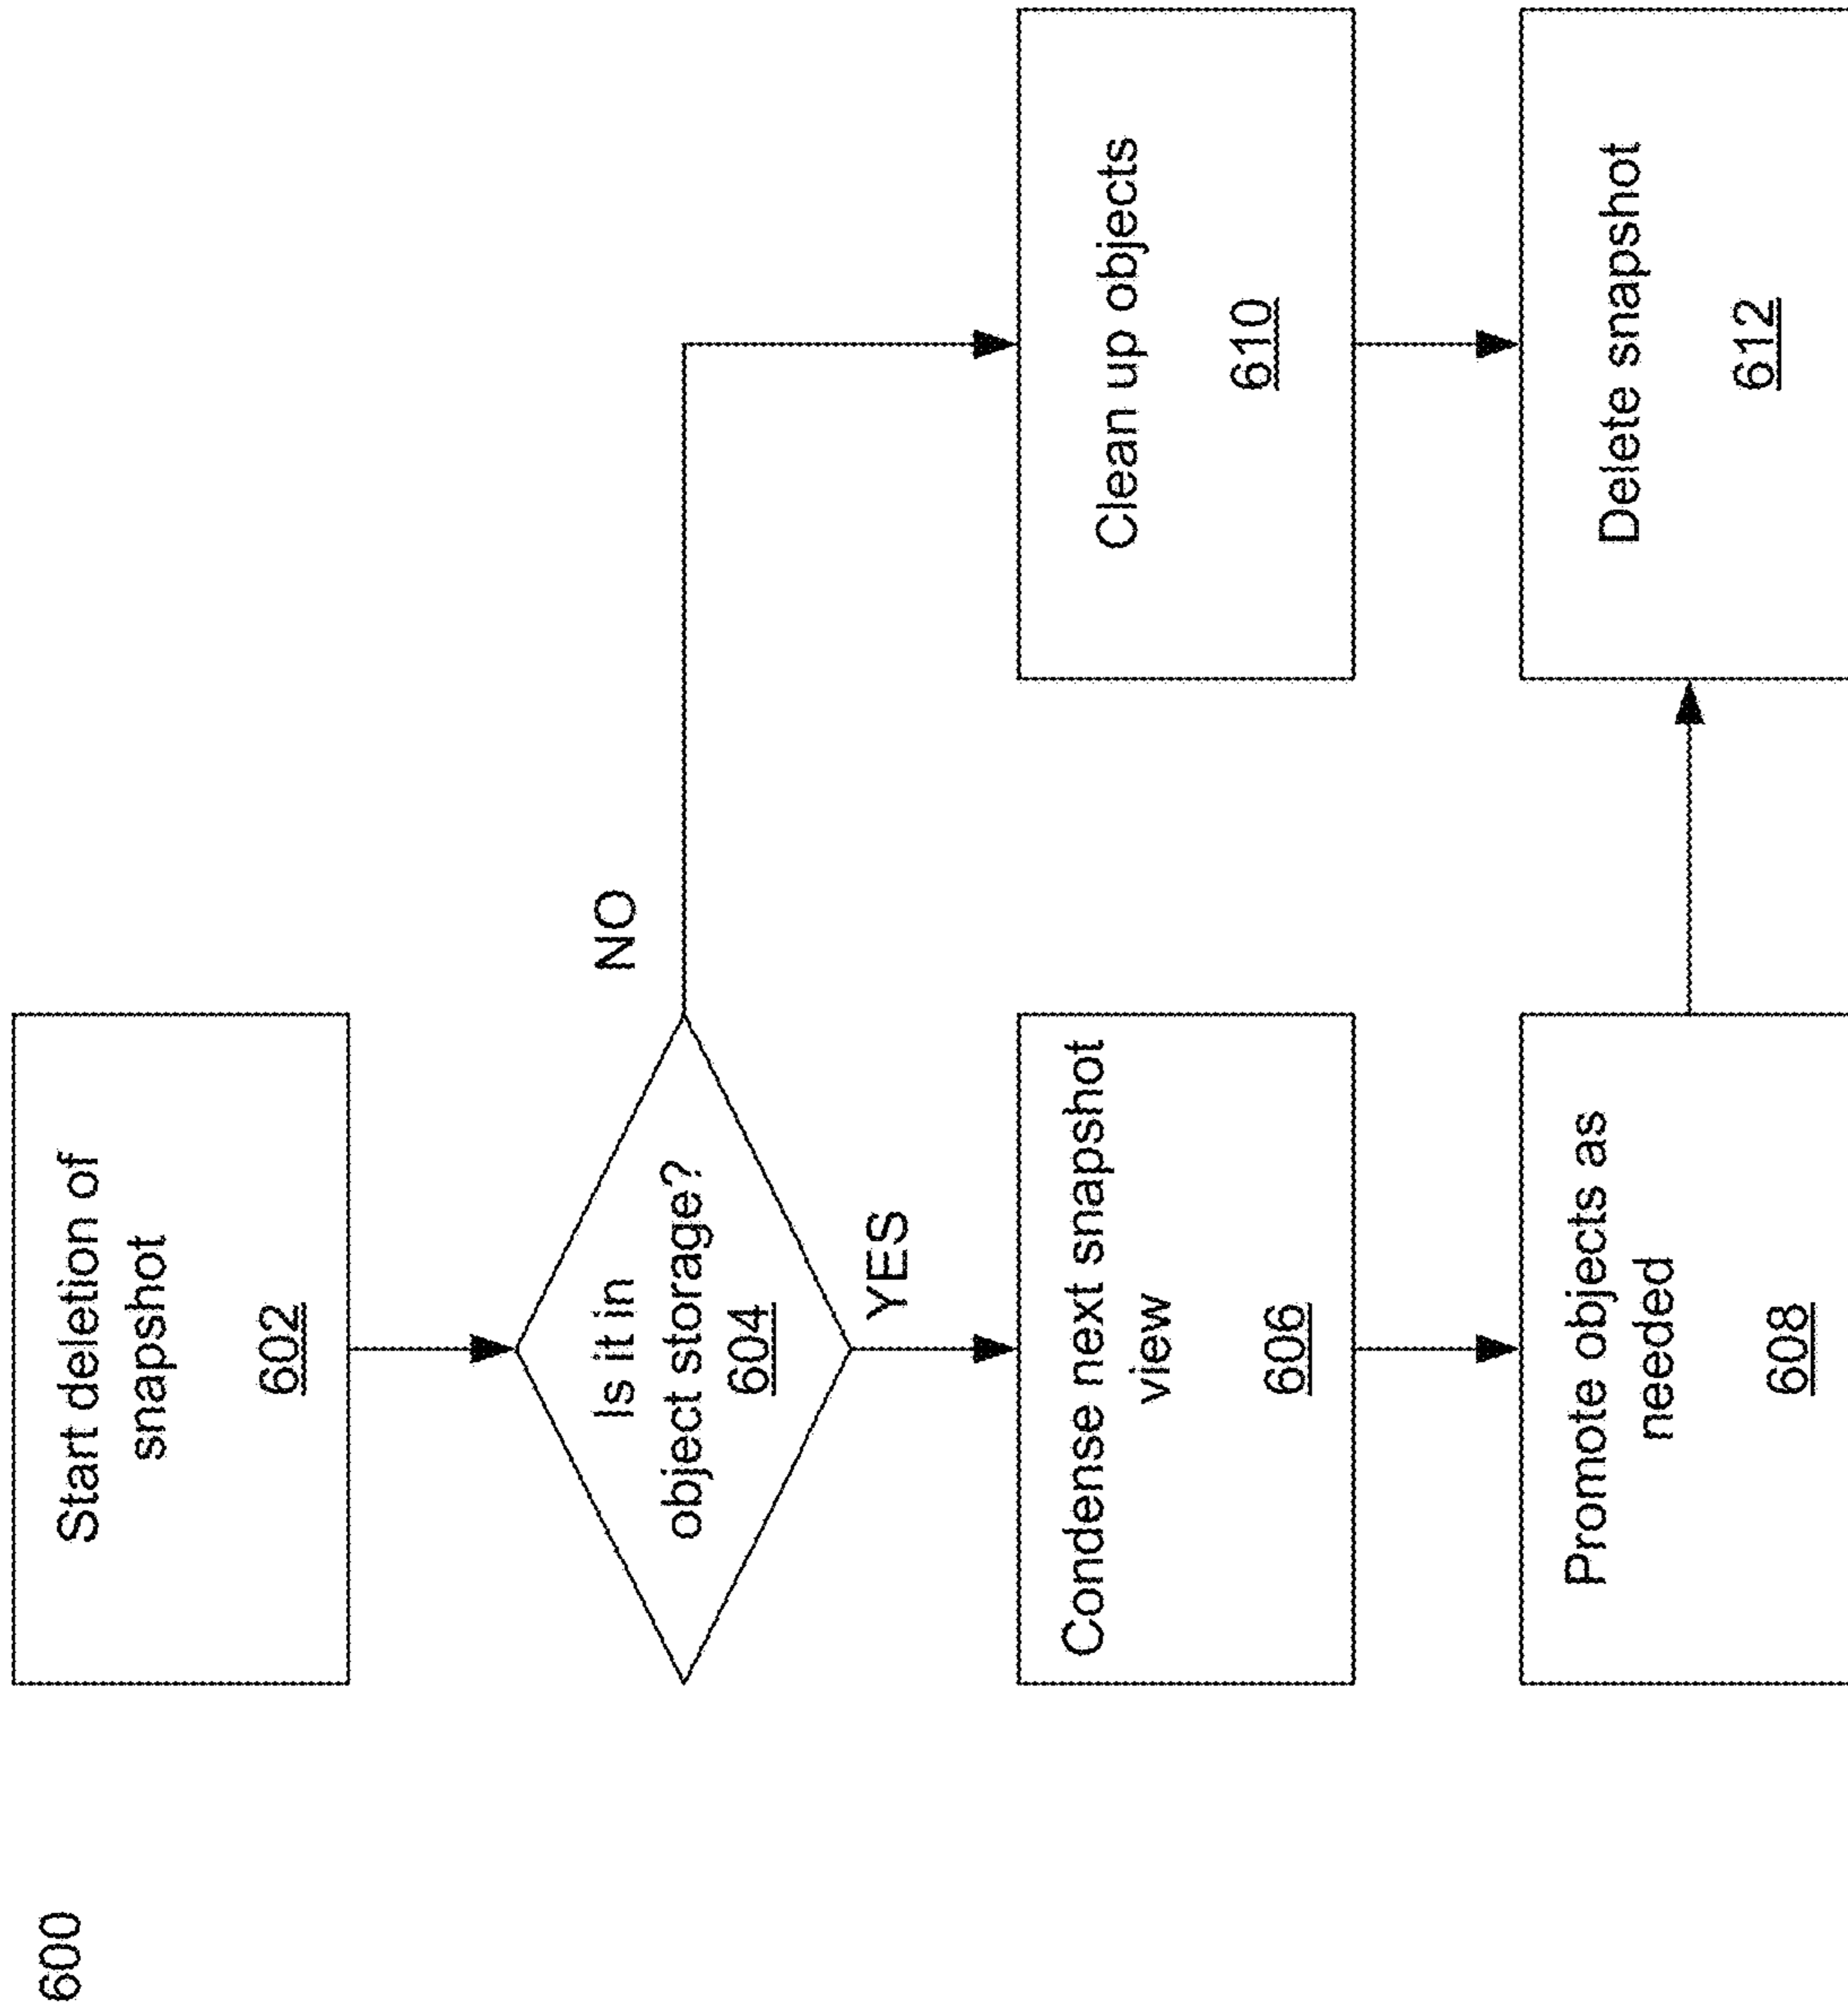 600
Start deletion of
snapshot
602
Is it in
object storage?
604
NO
YES
Condense next snapshot
view
606
Clean up objects
610
Promote objects as
needed
608
Delete snapshot
612